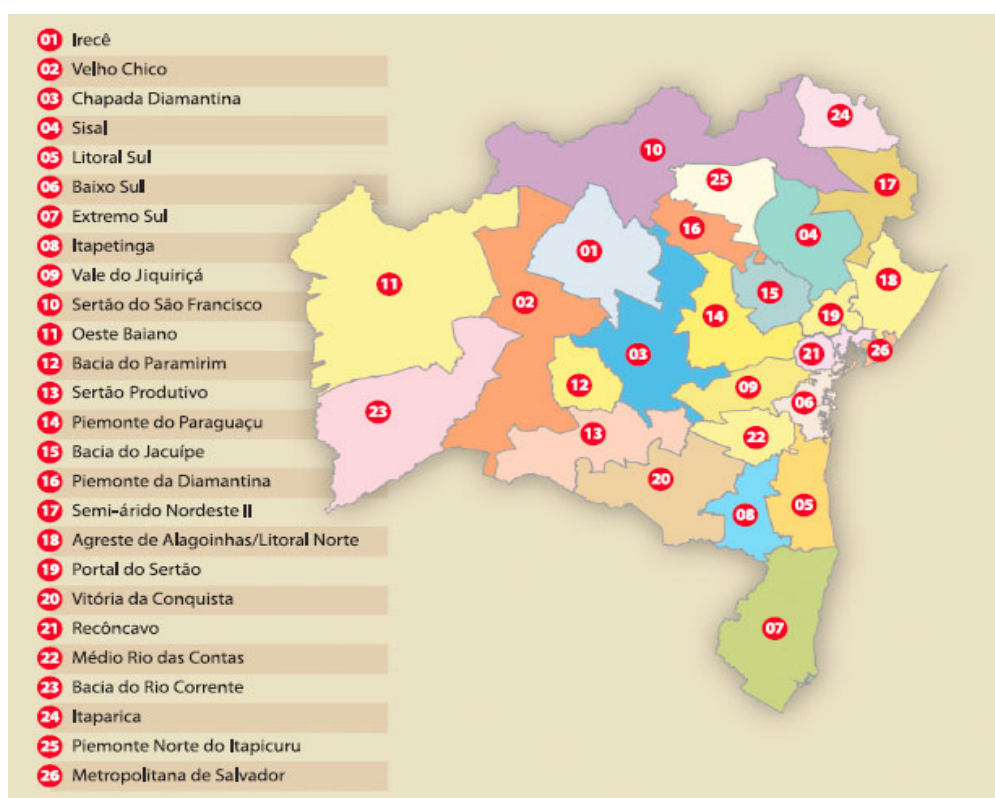 01 Irecê
02 Velho Chico
03 Chapada Diamantina
04 Sisal
05 Litoral Sul
06 Baixo Sul
07 Extremo Sul
08 Itapetinga
09 Vale do Jiquiriçá
10 Sertão do São Francisco
11 Oeste Baiano
12 Bacia do Paramirim
13 Sertão Produtivo
14 Piemonte do Paraguaçu
15 Bacia do Jacuípe
16 Piemonte da Diamantina
17 Semi-árido Nordeste II
18 Agreste de Alagoinhas/Litoral Norte
19 Portal do Sertão
20 Vitória da Conquista
21 Recôncavo
22 Médio Rio das Contas
23 Bacia do Rio Corrente
24 Itaparica
25 Piemonte Norte do Itapicuru
26 Metropolitana de Salvador
24
10
25
17
16
04
01
18
11
15
02
14
19
03
21
26
12
09
06
23
13
22
20
05
08
07